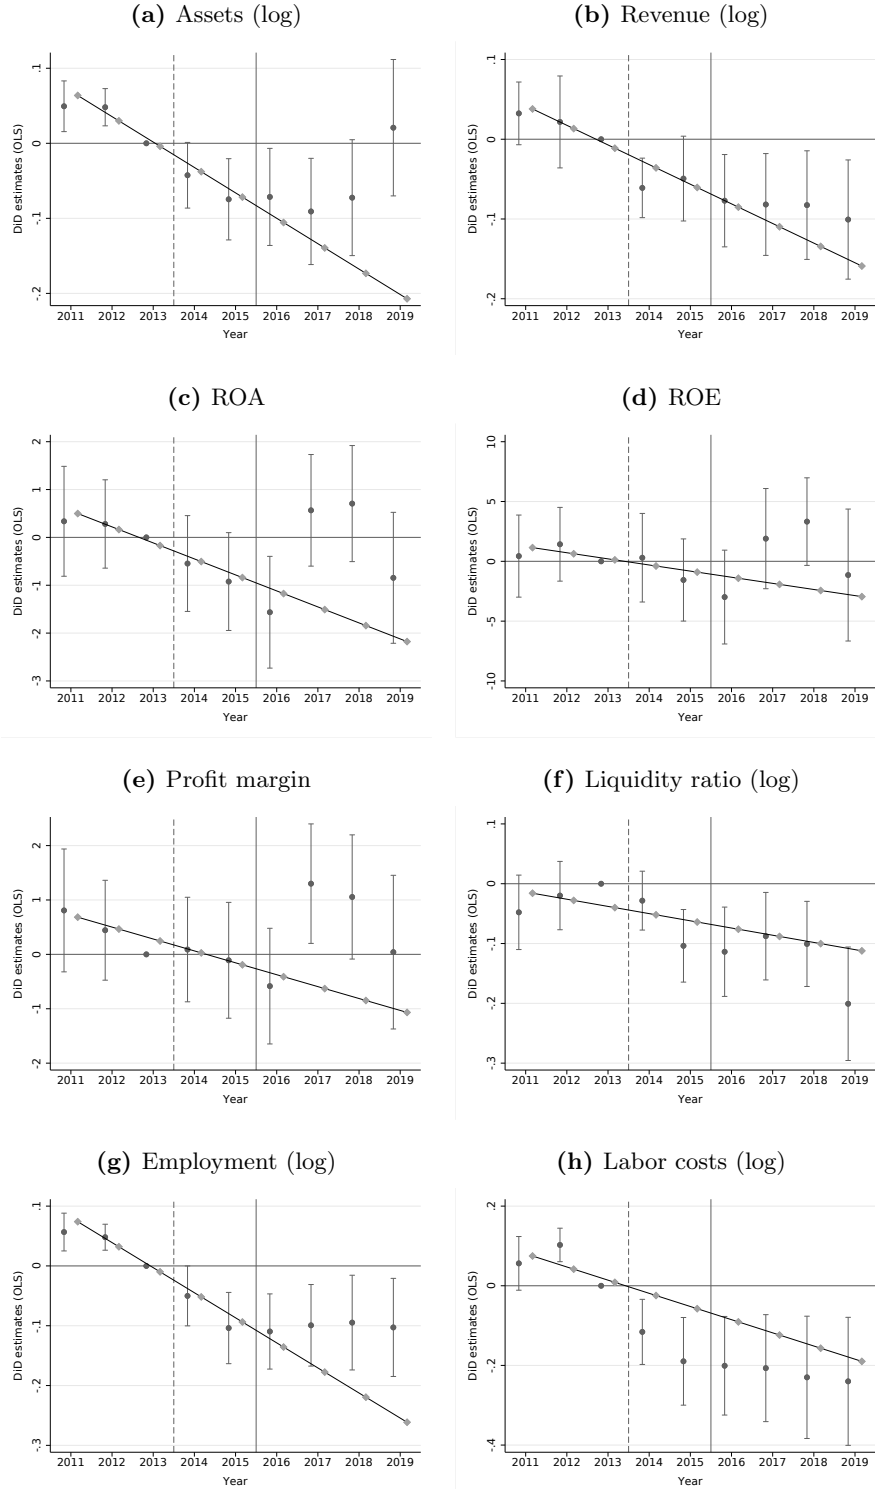 (a) Assets (log)
(b) Revenue (log)
DiD estimates (OLS)
.1
0
-.1
-.2
2011 2012 2013 2014 2015 2016 2017 2018 2019
Year
DiD estimates (OLS)
.1
0
-.1
-.2
2011 2012 2013 2014 2015 2016 2017 2018 2019
Year
(c) ROA
(d) ROE
DiD estimates (OLS)
2
1
0
-1
-2
-3
2011 2012 2013 2014 2015 2016 2017 2018 2019
Year
DiD estimates (OLS)
10
5
0
-5
-10
2011 2012 2013 2014 2015 2016 2017 2018 2019
Year
(e) Profit margin
(f) Liquidity ratio (log)
DiD estimates (OLS)
2
1
0
-1
-2
2011 2012 2013 2014 2015 2016 2017 2018 2019
Year
DiD estimates (OLS)
.1
0
-.1
-.2
-.3
2011 2012 2013 2014 2015 2016 2017 2018 2019
Year
(g) Employment (log)
(h) Labor costs (log)
DiD estimates (OLS)
.1
0
-.1
-.2
-.3
2011 2012 2013 2014 2015 2016 2017 2018 2019
Year
DiD estimates (OLS)
.2
0
-.2
-.4
2011 2012 2013 2014 2015 2016 2017 2018 2019
Year